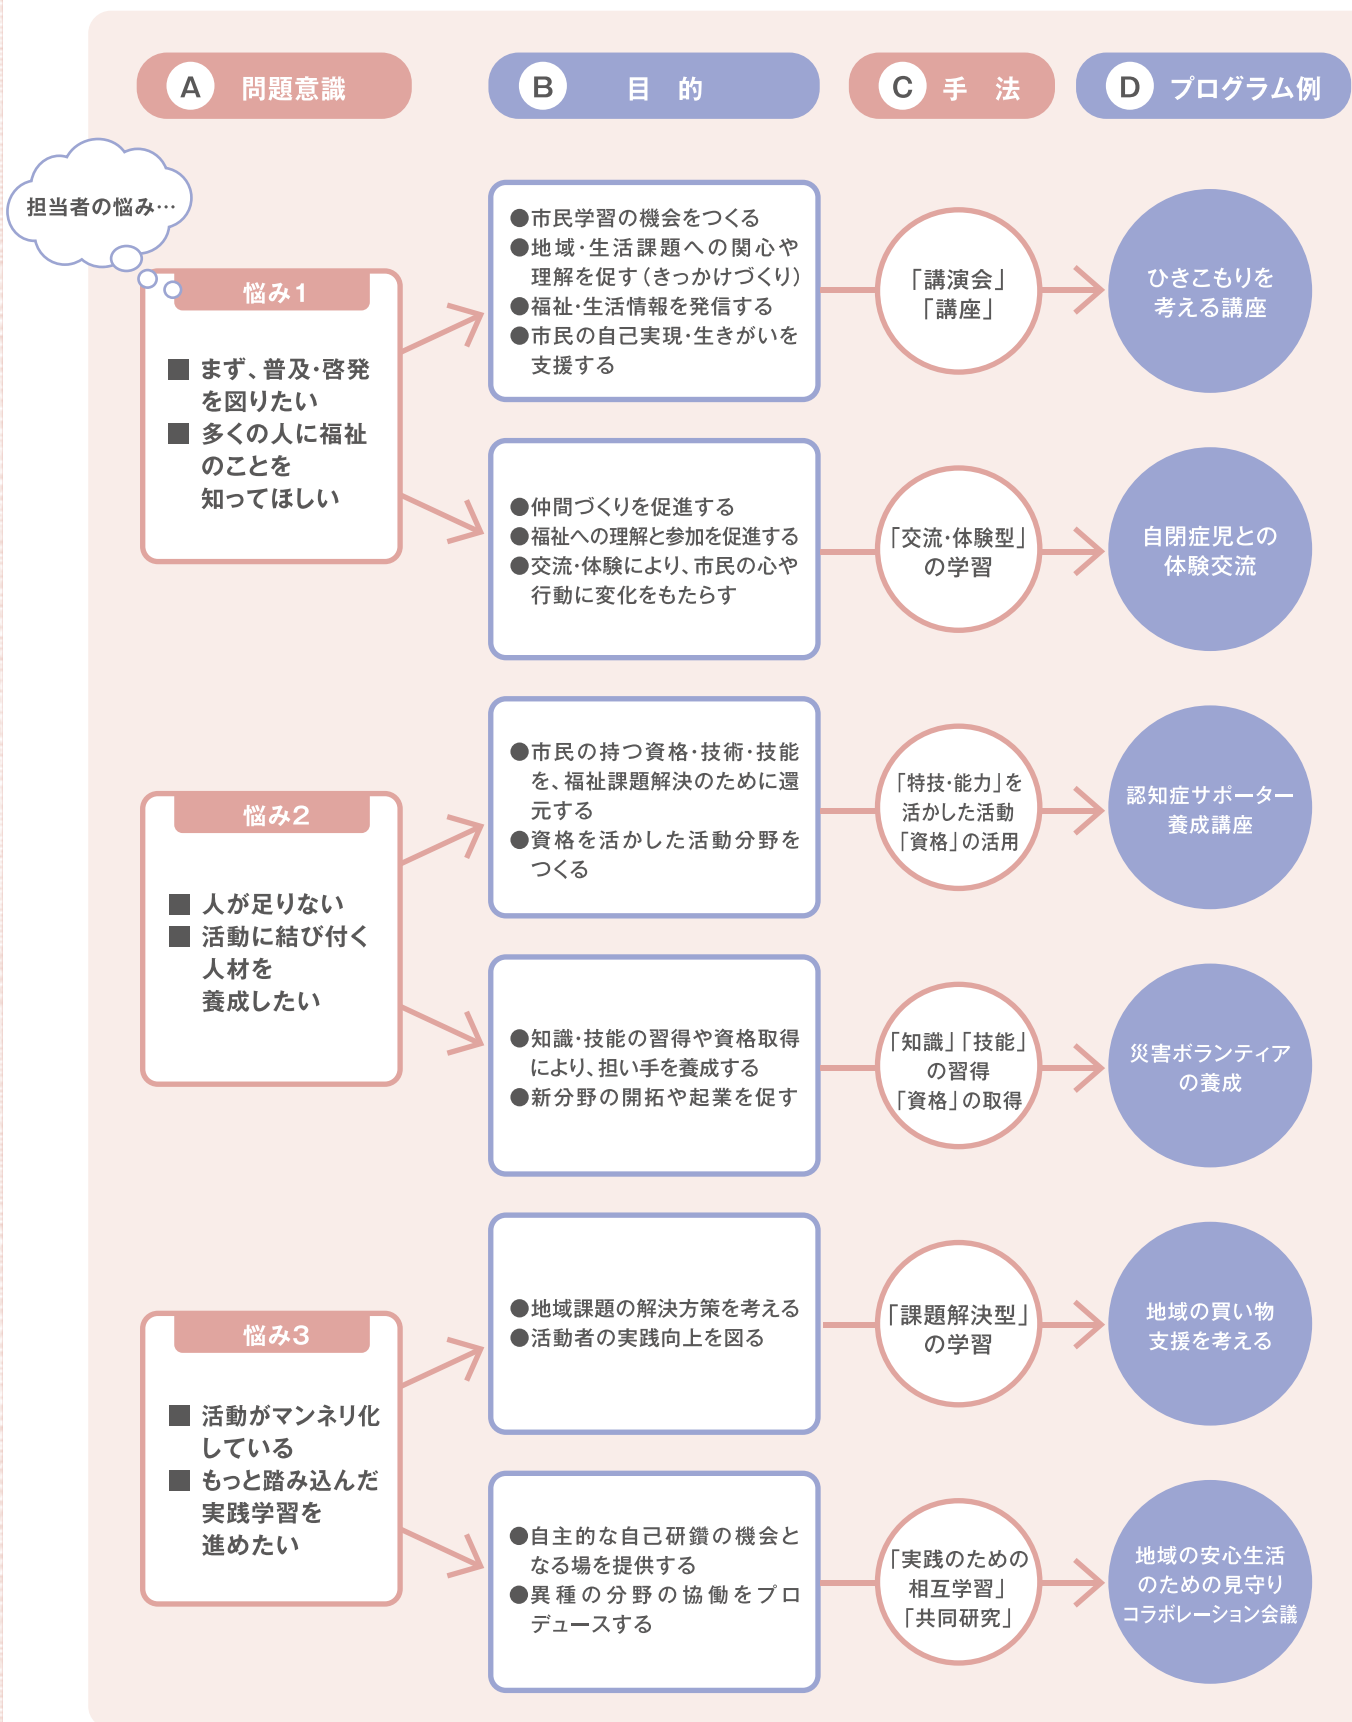 A 問題意識
B 目 的
C 手 法
D プログラム例
担当者の悩み…
悩み1
■ まず、普及・啓発
を図りたい
■ 多くの人に福祉
のことを
知ってほしい
●市民学習の機会をつくる
●地域・生活課題への関心や
理解を促す（きっかけづくり）
●福祉・生活情報を発信する
●市民の自己実現・生きがいを
支援する
「講演会」
「講座」
ひきこもりを
考える講座
●仲間づくりを促進する
●福祉への理解と参加を促進する
●交流・体験により、市民の心や
行動に変化をもたらす
「交流・体験型」
の学習
自閉症児との
体験交流
悩み2
■ 人が足りない
■ 活動に結び付く
人材を
養成したい
●市民の持つ資格・技術・技能
を、福祉課題解決のために還
元する
●資格を活かした活動分野を
つくる
「特技・能力」を
活かした活動
「資格」の活用
認知症サポーター
養成講座
●知識・技能の習得や資格取得
により、担い手を養成する
●新分野の開拓や起業を促す
「知識」「技能」
の習得
「資格」の取得
災害ボランティア
の養成
悩み3
■ 活動がマンネリ化
している
■ もっと踏み込んだ
実践学習を
進めたい
●地域課題の解決方策を考える
●活動者の実践向上を図る
「課題解決型」
の学習
地域の買い物
支援を考える
●自主的な自己研鑽の機会と
なる場を提供する
●異種の分野の協働をプロ
デュースする
「実践のための
相互学習」
「共同研究」
地域の安心生活
のための見守り
コラボレーション会議